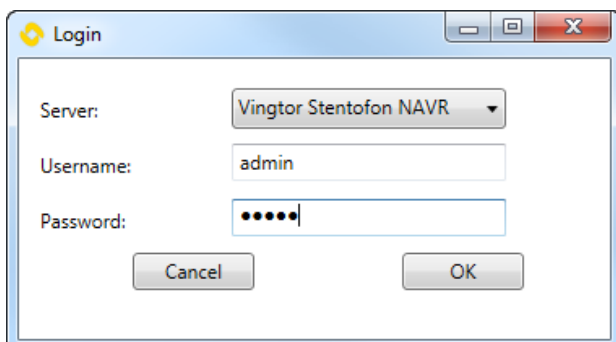 Login
Server:
Vingtor Stentofon NAVR
Username:
admin
Password:
●●●●●
Cancel
OK